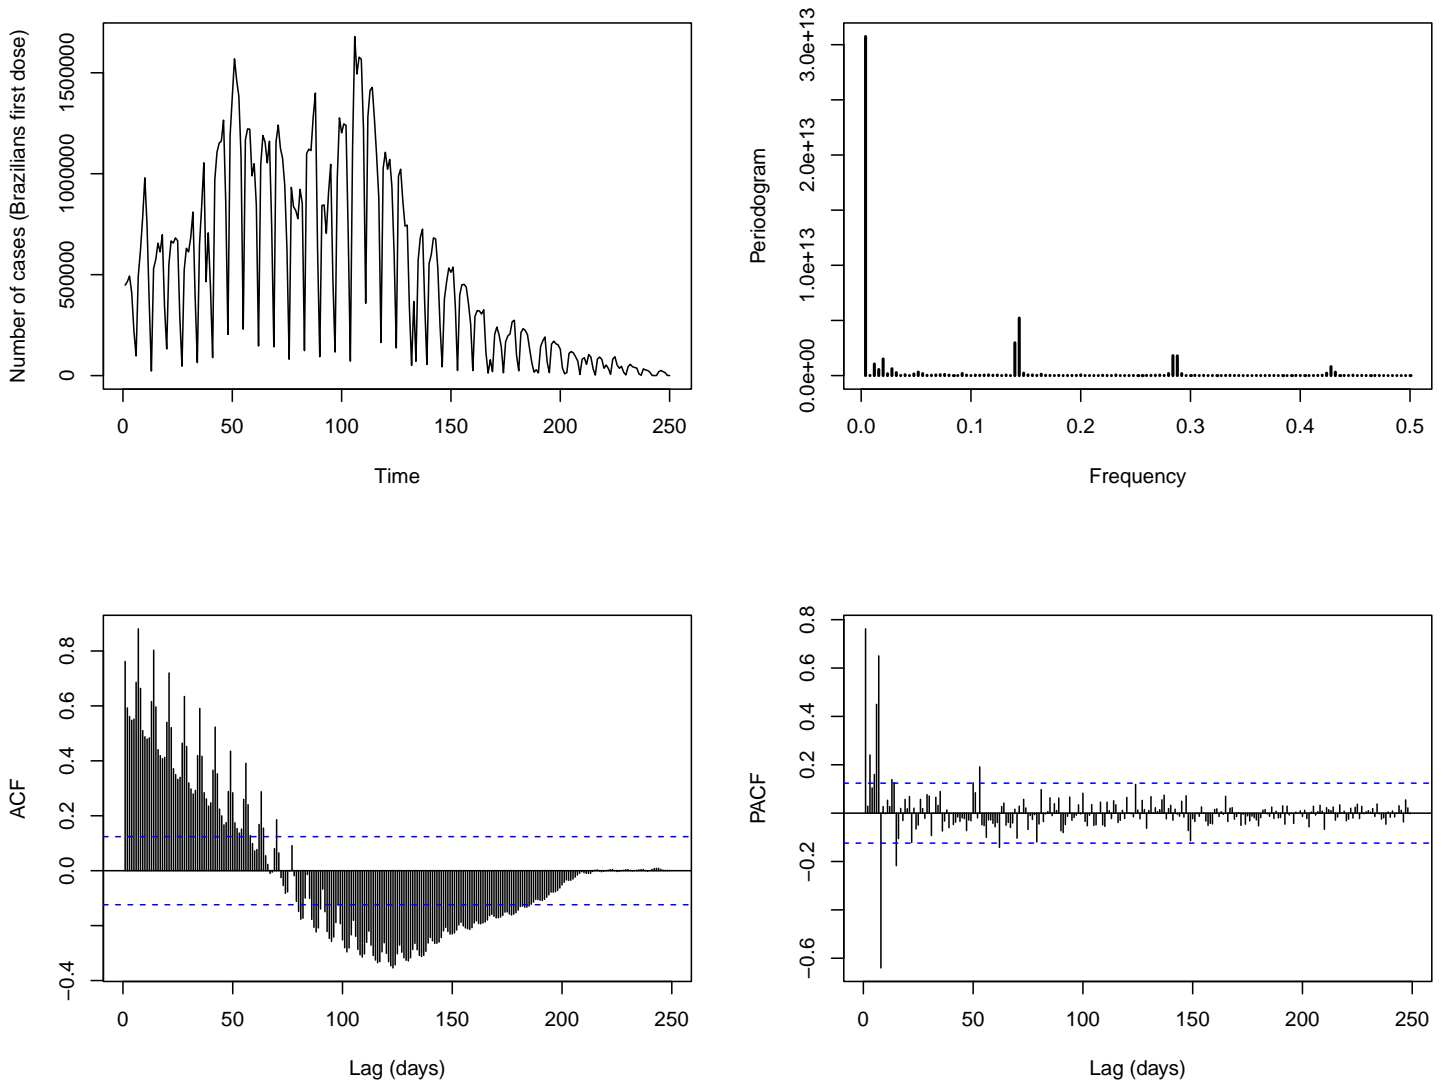 Number of cases (Brazilians first dose)
0 500000 1000000 1500000
0 50 100 150 200 250
Time
Periodogram
0.0e+00 1.0e+13 2.0e+13 3.0e+13
0.0 0.1 0.2 0.3 0.4 0.5
Frequency
ACF
−0.4 0.0 0.2 0.4 0.6 0.8
0 50 100 150 200 250
Lag (days)
PACF
−0.6 −0.2 0.2 0.4 0.6 0.8
0 50 100 150 200 250
Lag (days)